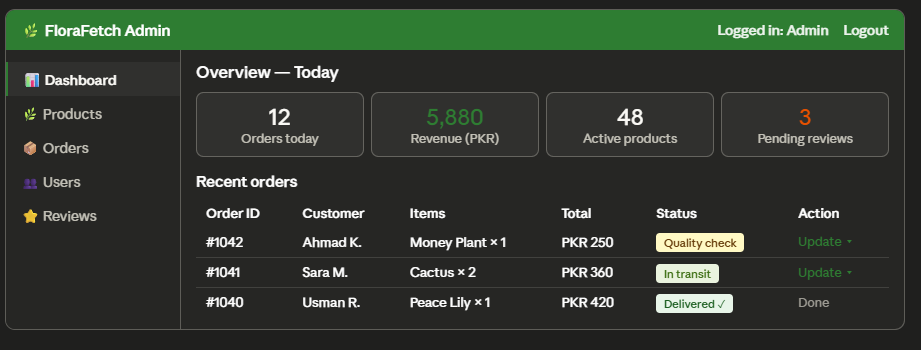 🌿 FloraFetch Admin
Logged in: Admin Logout
📊 Dashboard
🌿 Products
📦 Orders
👥 Users
⭐ Reviews
Overview — Today
12 5,880 48 3
Orders today Revenue (PKR) Active products Pending reviews
Recent orders
Order ID Customer Items Total Status Action
#1042 Ahmad K. Money Plant × 1 PKR 250 Quality check Update ▾
#1041 Sara M. Cactus × 2 PKR 360 In transit Update ▾
#1040 Usman R. Peace Lily × 1 PKR 420 Delivered ✓ Done